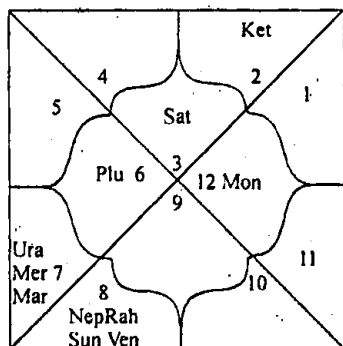 Ket
4
2
5
1
Sat
3
Plu 6
12 Mon
9
Ura
Mer 7
Mar
11
8
10
NepRah
Sun Ven